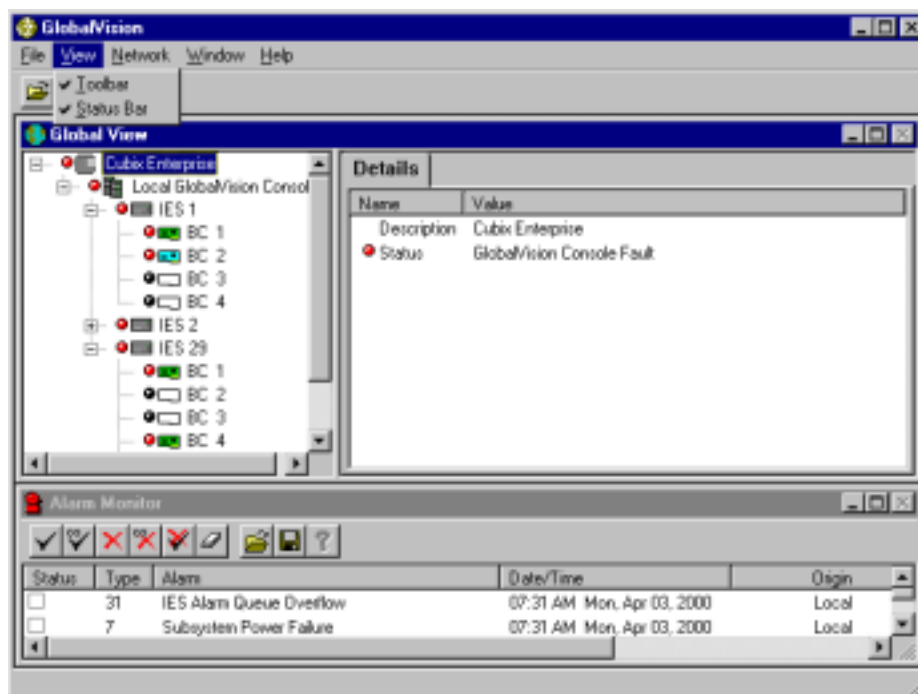 GlobalVision
File View Network Window Help
Toolbar
Status Bar
Global View
Cubix Enterprise
Local GlobalVision Consol
IES 1
BC 1
BC 2
BC 3
BC 4
IES 2
IES 29
BC 1
BC 2
BC 3
BC 4
Details
Name Value
Description Cubix Enterprise
Status GlobalVision Console Fault
Alarm Monitor
Status Type Alarm Date/Time Origin
31 IES Alarm Queue Overflow 07:31 AM Mon, Apr 03, 2000 Local
7 Subsystem Power Failure 07:31 AM Mon, Apr 03, 2000 Local